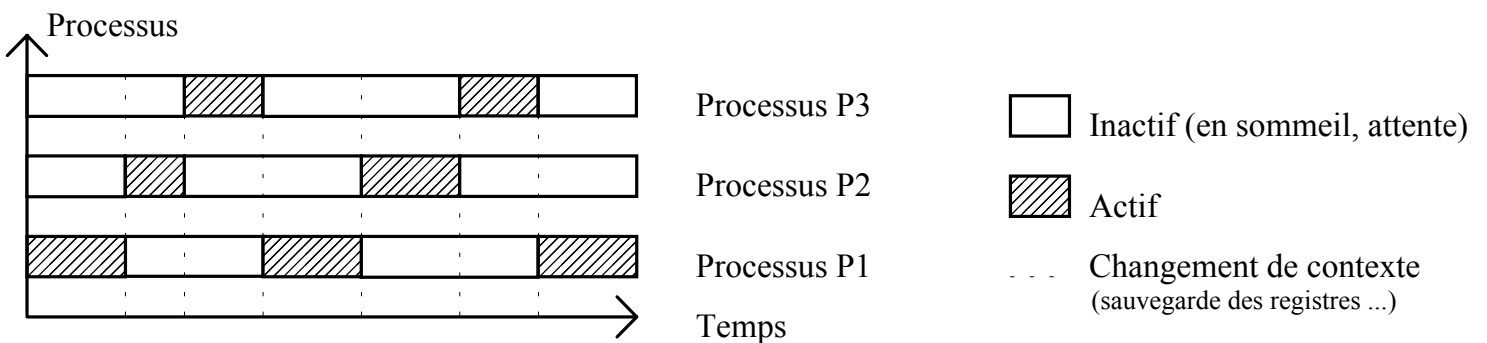 Processus
Processus P3
Processus P2
Processus P1
Temps
Inactif (en sommeil, attente)
Actif
Changement de contexte
(sauvegarde des registres ...)